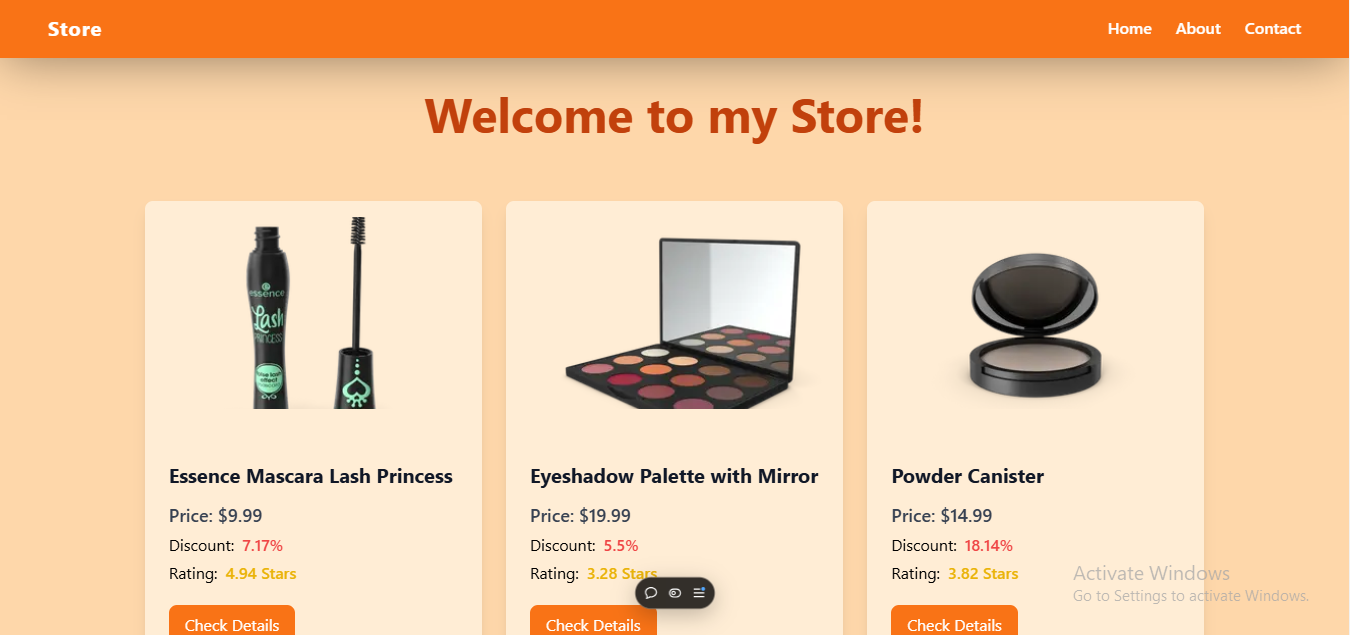 Store
Home About Contact
Welcome to my Store!
essence
Lash
PRINCESS
Essence Mascara Lash Princess
Price: $9.99
Discount: 7.17%
Rating: 4.94 Stars
Check Details
Eyeshadow Palette with Mirror
Price: $19.99
Discount: 5.5%
Rating: 3.28 Stars
Check Details
Powder Canister
Price: $14.99
Discount: 18.14%
Rating: 3.82 Stars
Check Details
Activate Windows
Go to Settings to activate Windows.